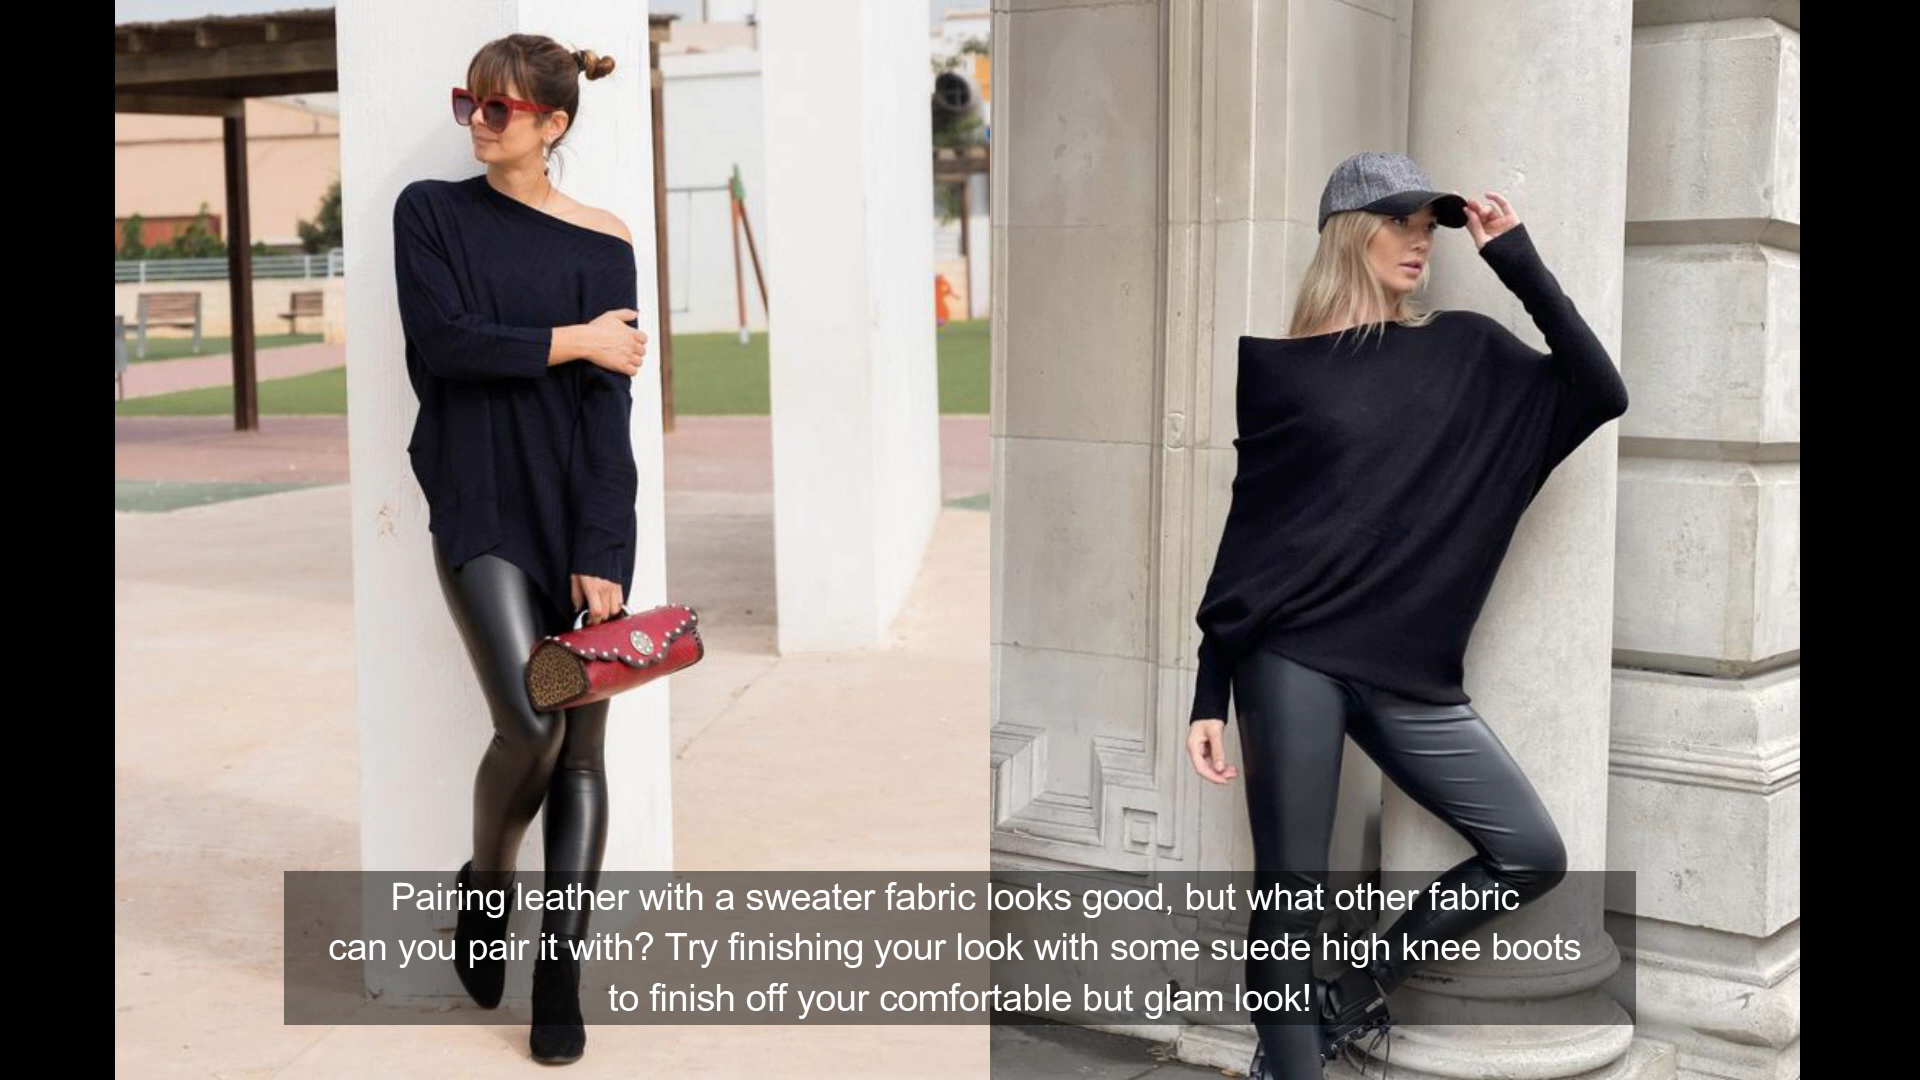 Pairing leather with a sweater fabric looks good, but what other fabric
can you pair it with? Try finishing your look with some suede high knee boots
to finish off your comfortable but glam look!